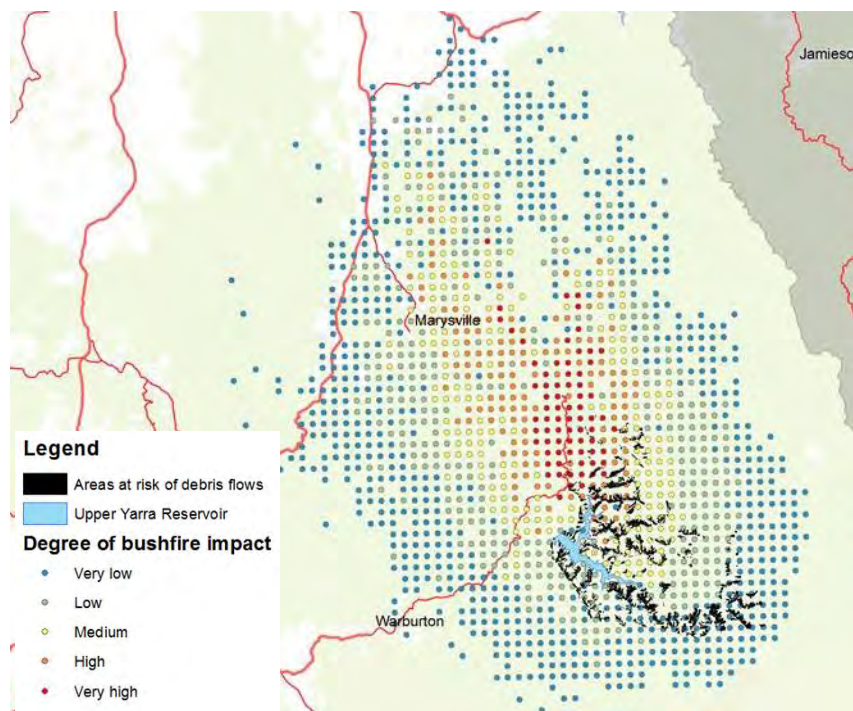 Jamieso
Marysville
Legend
Areas at risk of debris flows
Upper Yarra Reservoir
Degree of bushfire impact
Very low
Low
Medium
High
Very high
Warburton